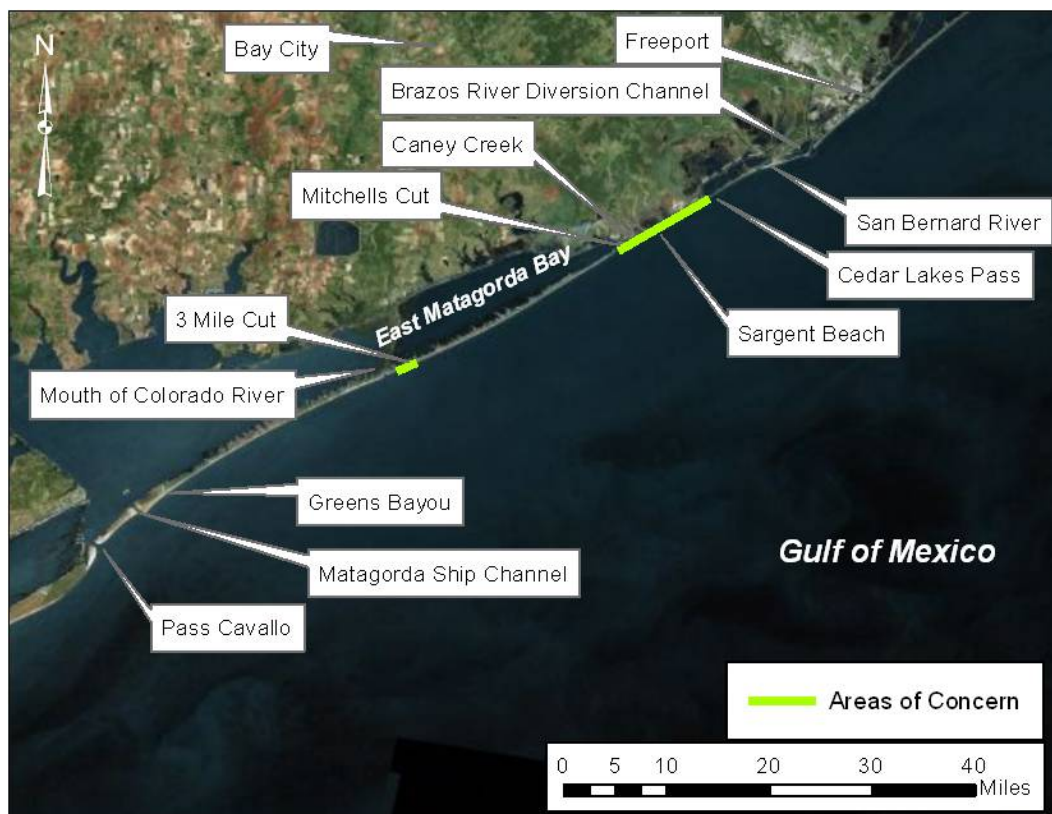 N
Bay City
Freeport
Brazos River Diversion Channel
Caney Creek
Mitchells Cut
San Bernard River
Cedar Lakes Pass
East Matagorda Bay
3 Mile Cut
Sargent Beach
Mouth of Colorado River
Greens Bayou
Gulf of Mexico
Matagorda Ship Channel
Pass Cavallo
Areas of Concern
0 5 10 20 30 40
Miles